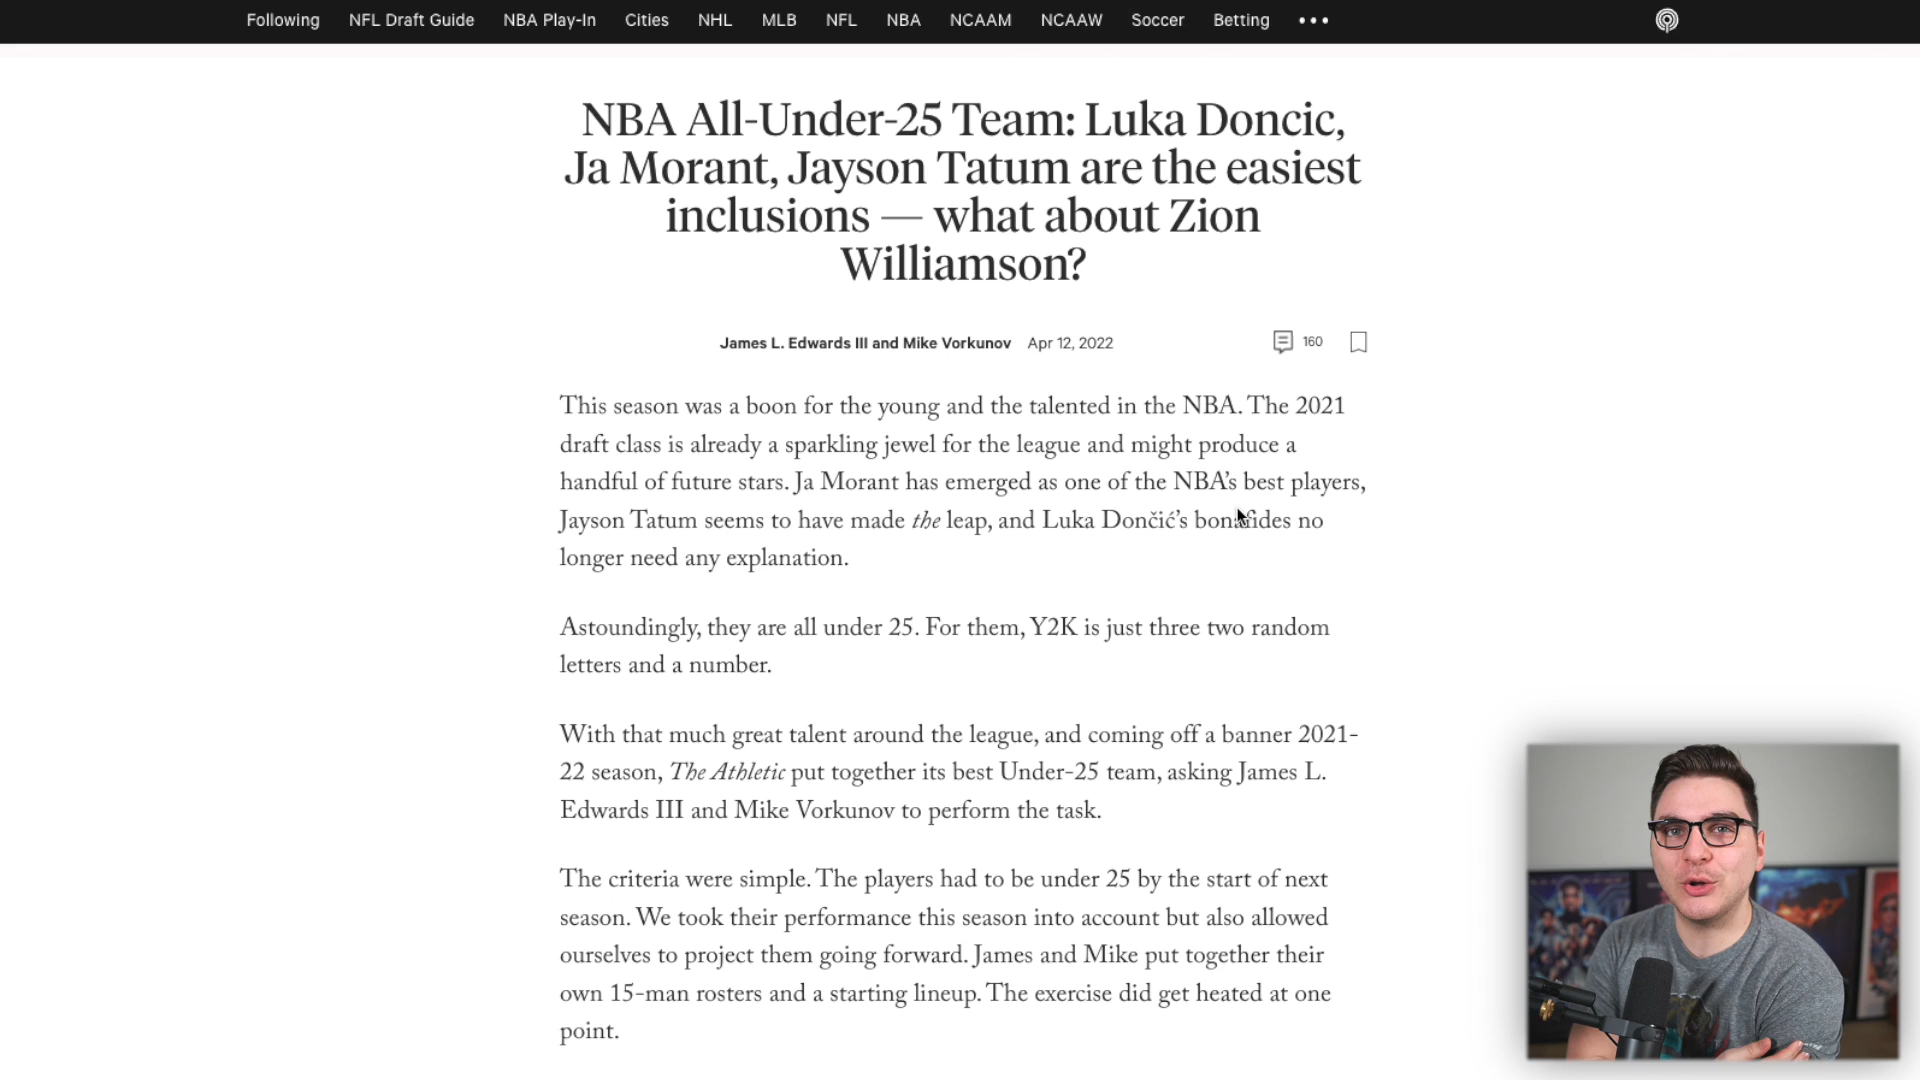 Following NFL Draft Guide NBA Play-In Cities NHL MLB NFL NBA NCAAM NCAAW Soccer Betting
NBA All-Under-25 Team: Luka Doncic,
Ja Morant, Jayson Tatum are the easiest
inclusions — what about Zion
Williamson?
James L. Edwards III and Mike Vorkunov Apr 12, 2022 160
This season was a boon for the young and the talented in the NBA. The 2021
draft class is already a sparkling jewel for the league and might produce a
handful of future stars. Ja Morant has emerged as one of the NBA’s best players,
Jayson Tatum seems to have made the leap, and Luka Dončić’s bonafides no
longer need any explanation.
Astoundingly, they are all under 25. For them, Y2K is just three two random
letters and a number.
With that much great talent around the league, and coming off a banner 2021-
22 season, The Athletic put together its best Under-25 team, asking James L.
Edwards III and Mike Vorkunov to perform the task.
The criteria were simple. The players had to be under 25 by the start of next
season. We took their performance this season into account but also allowed
ourselves to project them going forward. James and Mike put together their
own 15-man rosters and a starting lineup. The exercise did get heated at one
point.